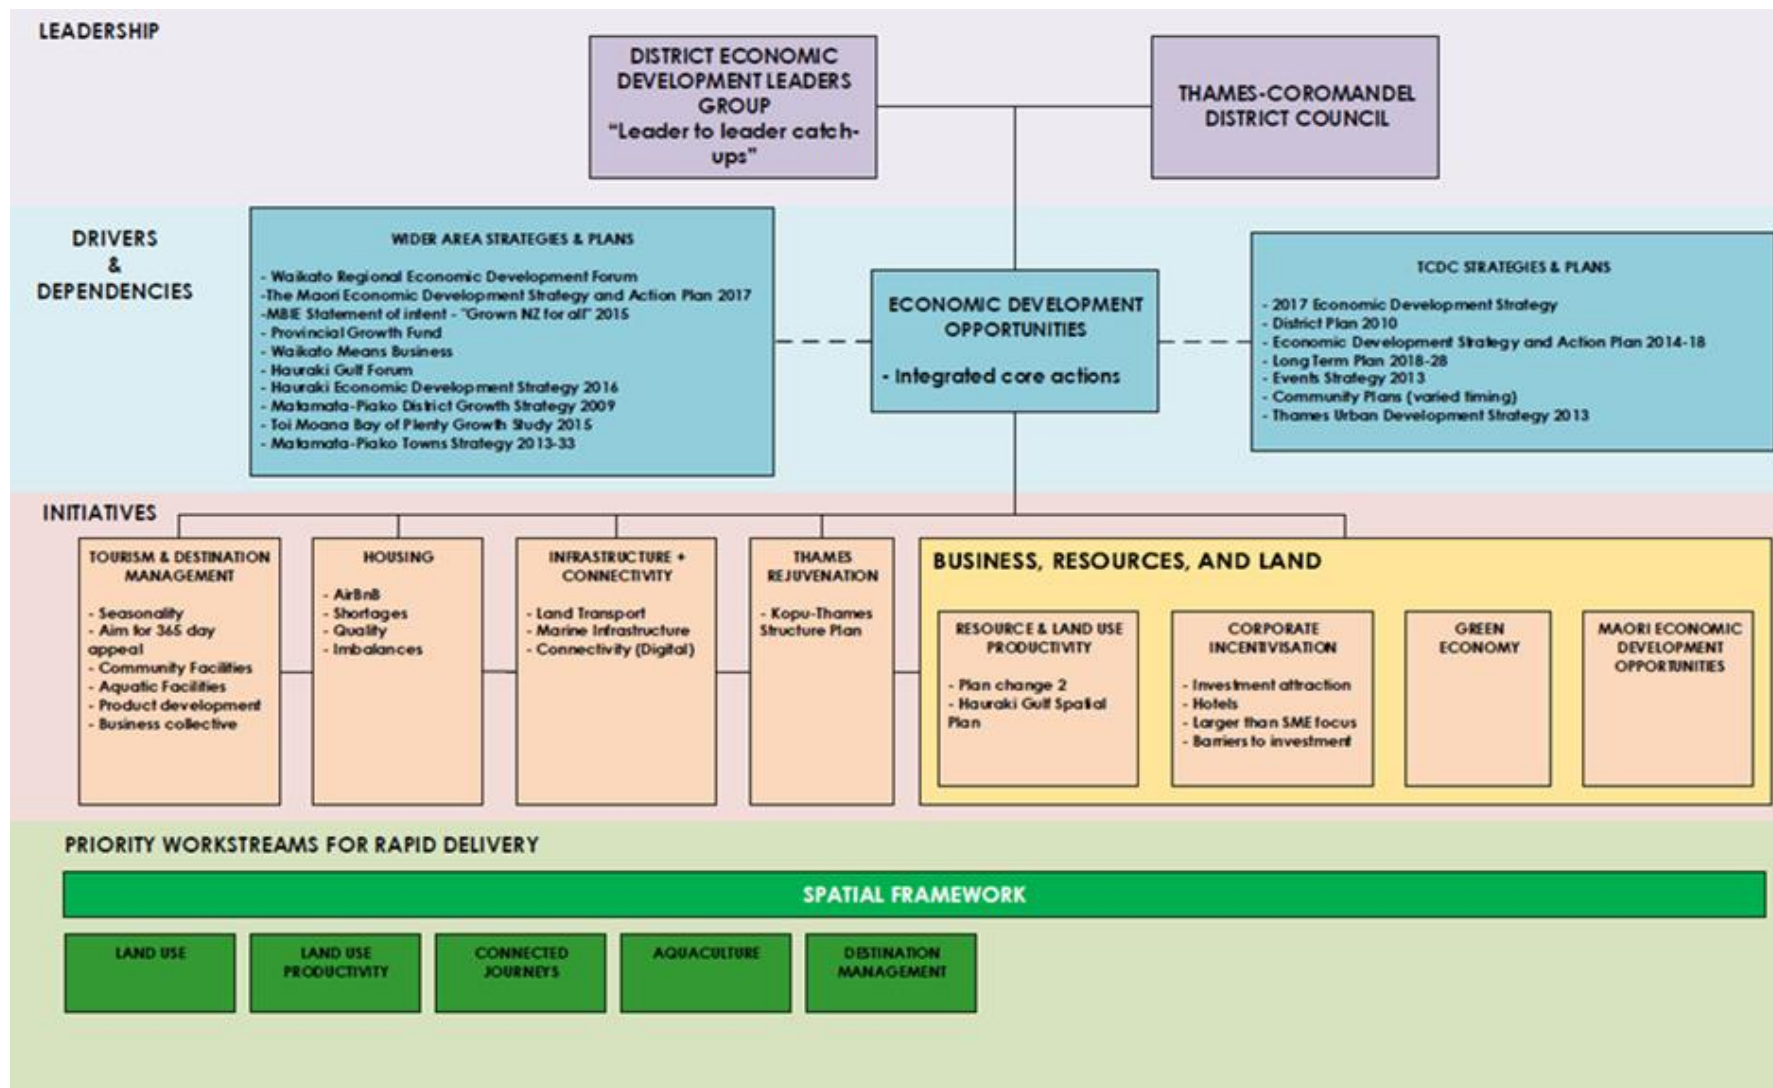 LEADERSHIP
DISTRICT ECONOMIC
DEVELOPMENT LEADERS
GROUP
“Leader to leader catch-
ups”
THAMES-COROMANDEL
DISTRICT COUNCIL
DRIVERS
&
DEPENDENCIES
WIDER AREA STRATEGIES & PLANS
- Waikato Regional Economic Development Forum
-The Maori Economic Development Strategy and Action Plan 2017
-MBIE Statement of intent - "Grown NZ for all" 2015
- Provincial Growth Fund
- Waikato Means Business
- Hauraki Gulf Forum
- Hauraki Economic Development Strategy 2016
- Matamata-Piako District Growth Strategy 2009
- Toi Moana Bay of Plenty Growth Study 2015
- Matamata-Piako Towns Strategy 2013-33
ECONOMIC DEVELOPMENT
OPPORTUNITIES
- Integrated core actions
TCDC STRATEGIES & PLANS
- 2017 Economic Development Strategy
- District Plan 2010
- Economic Development Strategy and Action Plan 2014-18
- Long Term Plan 2018-28
- Events Strategy 2013
- Community Plans (varied timing)
- Thames Urban Development Strategy 2013
INITIATIVES
TOURISM & DESTINATION
MANAGEMENT
- Seasonality
- Aim for 365 day
appeal
- Community Facilities
- Aquatic Facilities
- Product development
- Business collective
HOUSING
- AirBnB
- Shortages
- Quality
- Imbalances
INFRASTRUCTURE +
CONNECTIVITY
- Land Transport
- Marine Infrastructure
- Connectivity (Digital)
THAMES
REJUVENATION
- Kopu-Thames
Structure Plan
BUSINESS, RESOURCES, AND LAND
RESOURCE & LAND USE
PRODUCTIVITY
- Plan change 2
- Hauraki Gulf Spatial
Plan
CORPORATE
INCENTIVISATION
- Investment attraction
- Hotels
- Larger than SME focus
- Barriers to investment
GREEN
ECONOMY
MAORI ECONOMIC
DEVELOPMENT
OPPORTUNITIES
PRIORITY WORKSTREAMS FOR RAPID DELIVERY
SPATIAL FRAMEWORK
LAND USE
LAND USE
PRODUCTIVITY
CONNECTED
JOURNEYS
AQUACULTURE
DESTINATION
MANAGEMENT